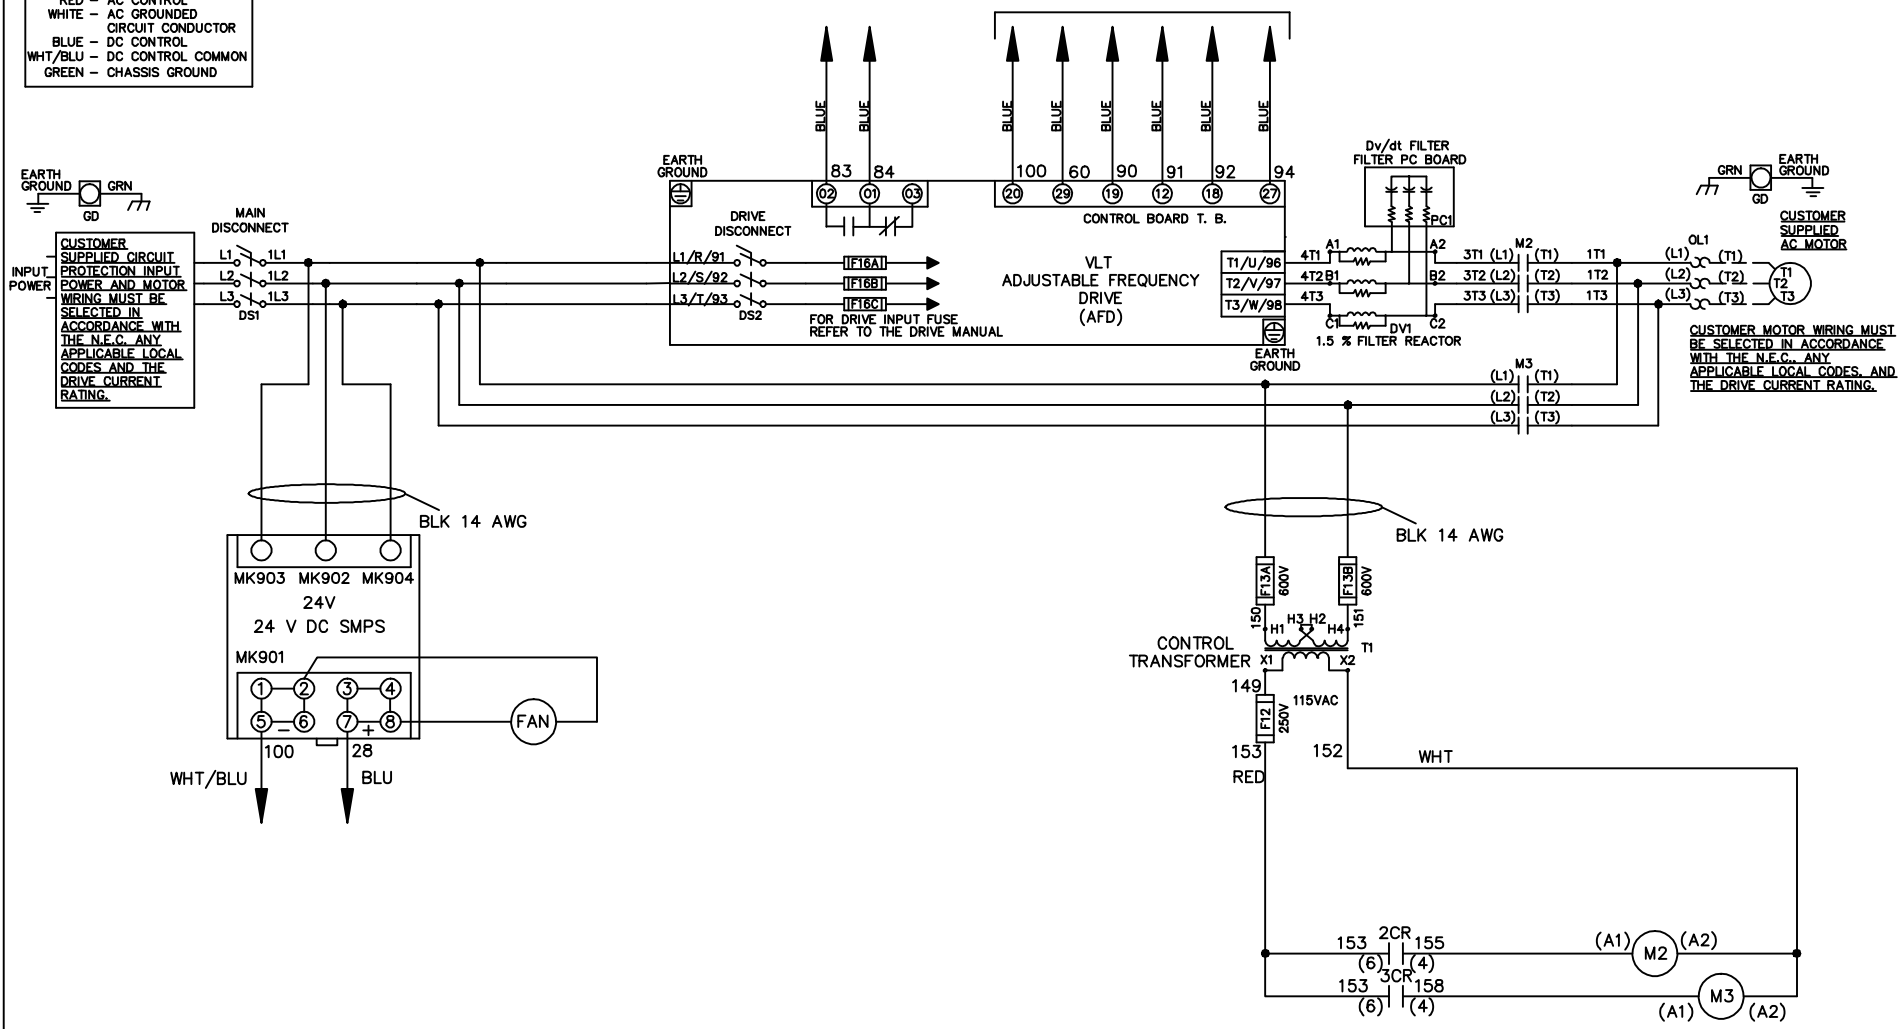 RED – AC CONTROL
WHITE – AC GROUNDED
CIRCUIT CONDUCTOR
BLUE – DC CONTROL
WHT/BLU – DC CONTROL COMMON
GREEN – CHASSIS GROUND
BLUE
BLUE
BLUE
BLUE
BLUE
BLUE
BLUE
BLUE
EARTH
GROUND
GRN
GD
MAIN
DISCONNECT
CUSTOMER
SUPPLIED CIRCUIT
PROTECTION INPUT
POWER AND MOTOR
WIRING MUST BE
SELECTED IN
ACCORDANCE WITH
THE N.E.C. ANY
APPLICABLE LOCAL
CODES AND THE
DRIVE CURRENT
RATING.
INPUT
POWER
L1 1L1
L2 1L2
L3 1L3
DS1
EARTH
GROUND
83 84
02 01 03
100 60 90 91 92 94
20 29 19 12 18 27
CONTROL BOARD T. B.
DRIVE
DISCONNECT
L1/R/91
L2/S/92
L3/T/93
DS2
F16A
F16B
F16C
FOR DRIVE INPUT FUSE
REFER TO THE DRIVE MANUAL
VLT
ADJUSTABLE FREQUENCY
DRIVE
(AFD)
T1/U/96
T2/V/97
T3/W/98
EARTH
GROUND
Dv/dt FILTER
FILTER PC BOARD
PC1
4T1 A1 A2
4T2 B1 B2
4T3
C1 C2
DV1
1.5 % FILTER REACTOR
M2
3T1 (L1) (T1) 1T1
3T2 (L2) (T2) 1T2
3T3 (L3) (T3) 1T3
OL1
(L1) (T1)
(L2) (T2)
(L3) (T3)
T1
T2
T3
GRN
GD
EARTH
GROUND
CUSTOMER
SUPPLIED
AC MOTOR
CUSTOMER MOTOR WIRING MUST
BE SELECTED IN ACCORDANCE
WITH THE N.E.C., ANY
APPLICABLE LOCAL CODES, AND
THE DRIVE CURRENT RATING.
M3
(L1) (T1)
(L2) (T2)
(L3) (T3)
BLK 14 AWG
MK903 MK902 MK904
24V
24 V DC SMPS
MK901
1 2 3 4
5 6 7 8
– +
FAN
100 28
WHT/BLU BLU
BLK 14 AWG
F13A
600V
F13B
600V
150
151
H1 H3 H2 H4
CONTROL
TRANSFORMER
X1 X2
T1
149
115VAC
F12
250V
153 152
RED
WHT
2CR
153 155
(6) (4)
(A1) M2 (A2)
3CR
153 158
(6) (4)
(A1) M3 (A2)